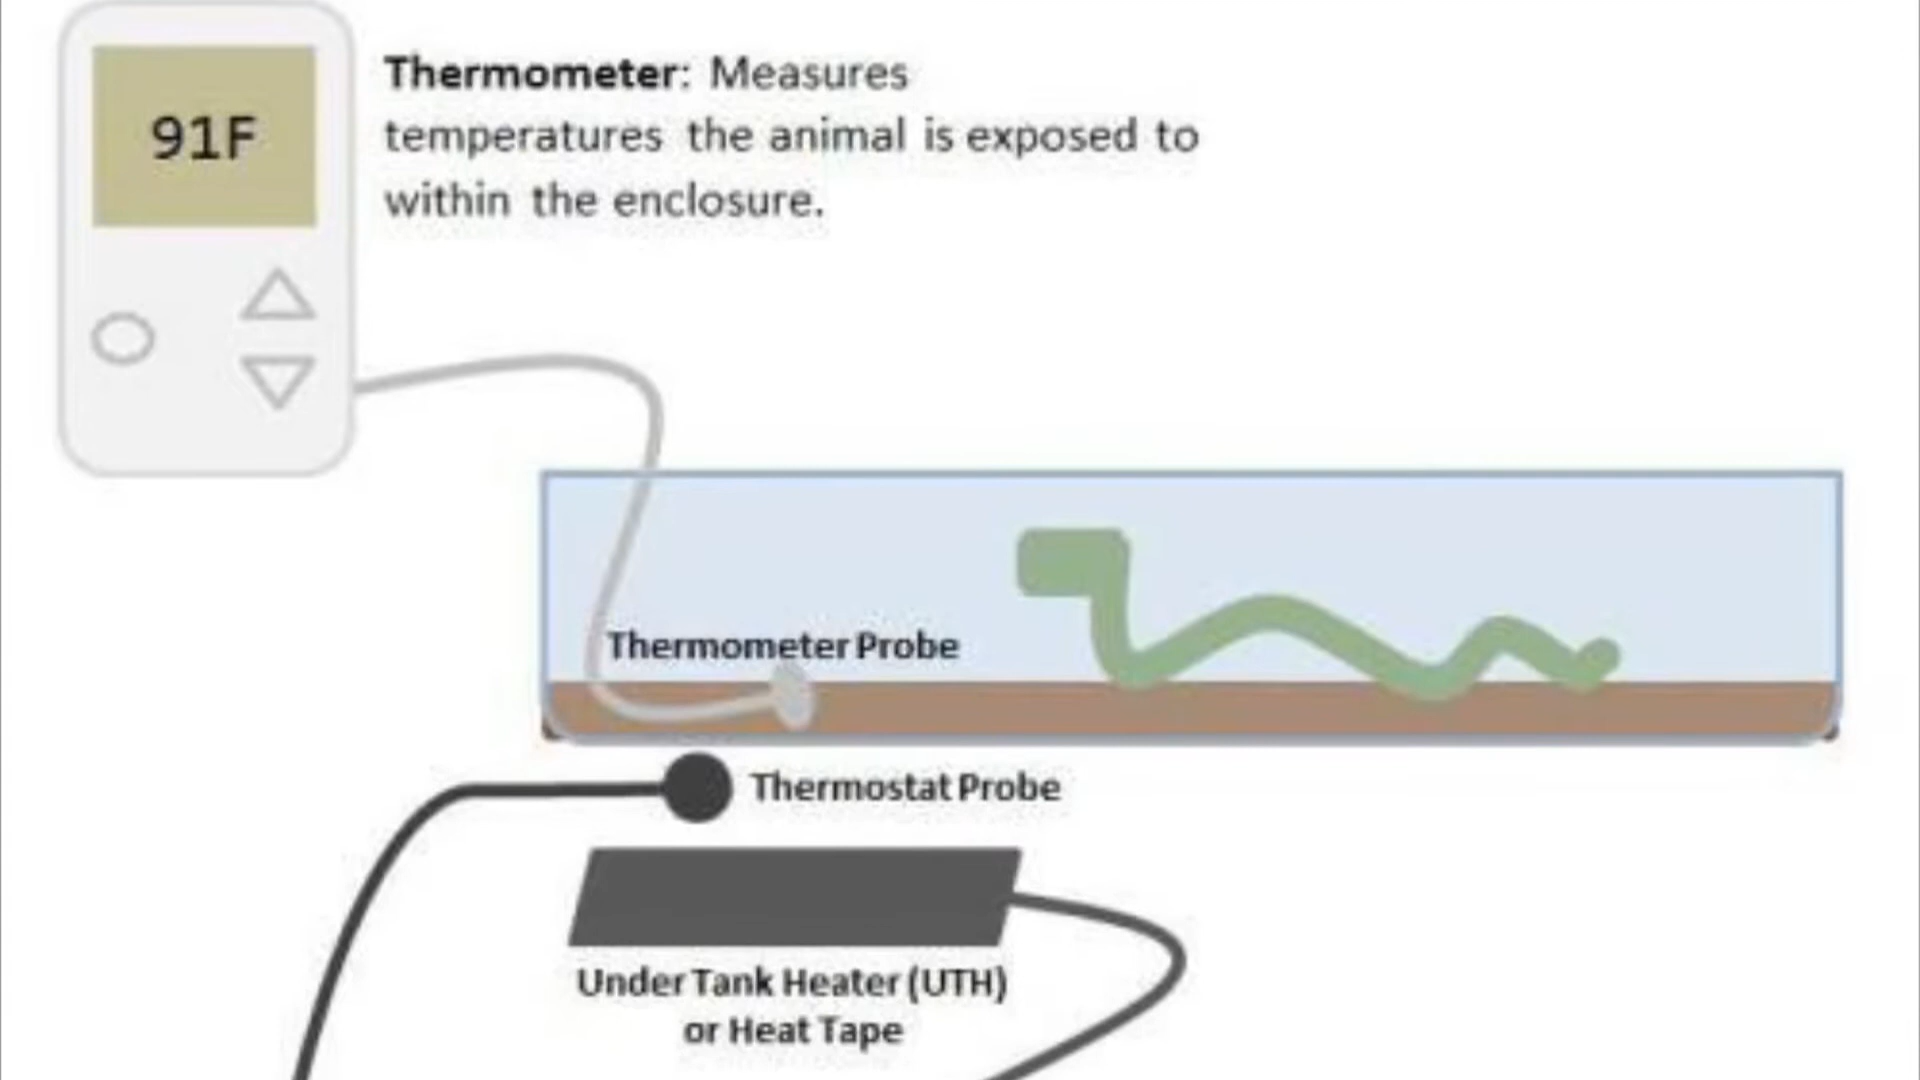 91F
Thermometer: Measures
temperatures the animal is exposed to
within the enclosure.
Thermometer Probe
Thermostat Probe
Under Tank Heater (UTH)
or Heat Tape